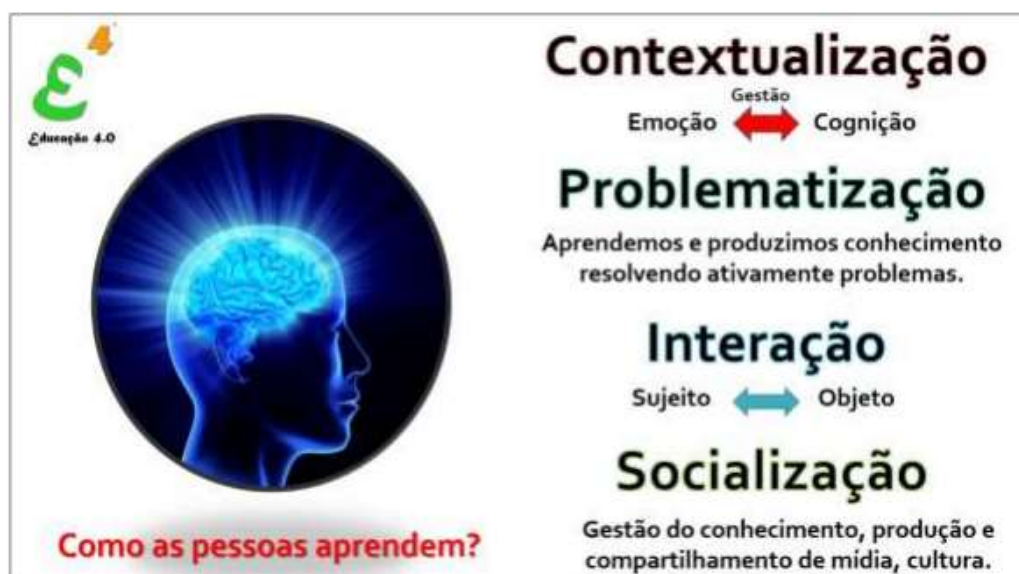 ε4
Educação 4.0
Contextualização
Gestão
Emoção Cognição
Problematização
Aprendemos e produzimos conhecimento
resolvendo ativamente problemas.
Interação
Sujeito Objeto
Socialização
Gestão do conhecimento, produção e
compartilhamento de mídia, cultura.
Como as pessoas aprendem?